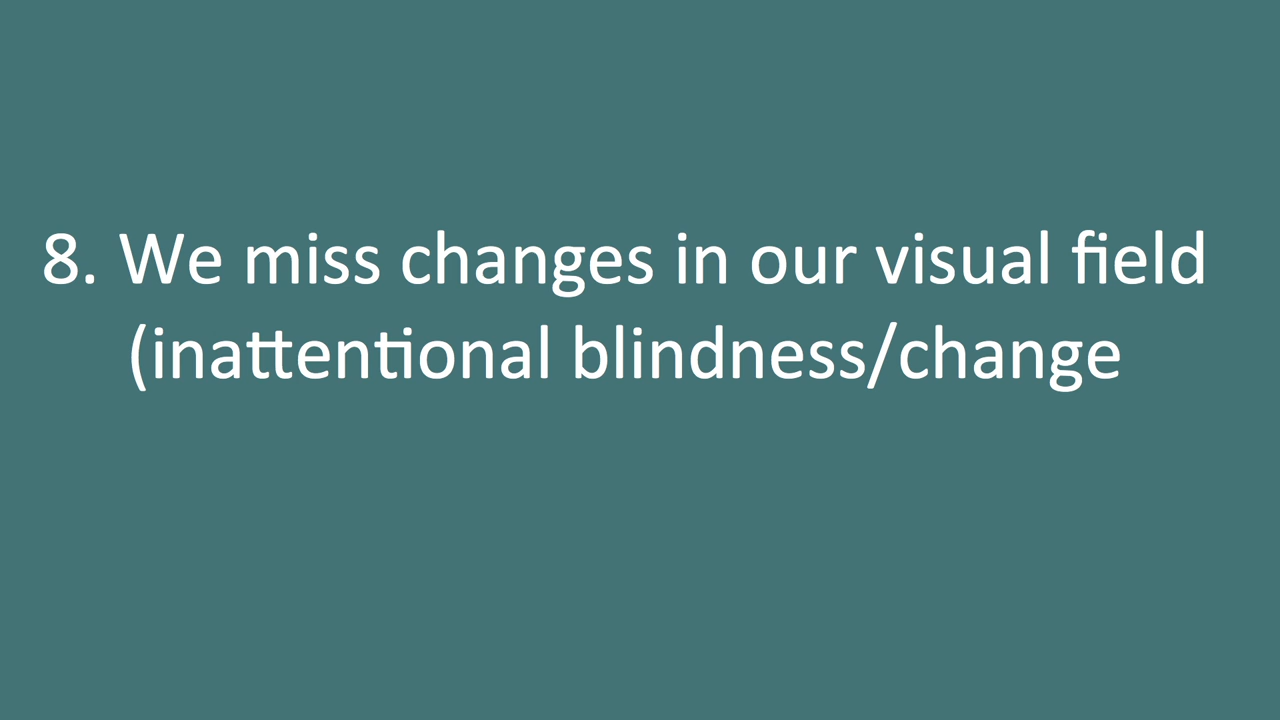 8. We miss changes in our visual field
(inattentional blindness/change